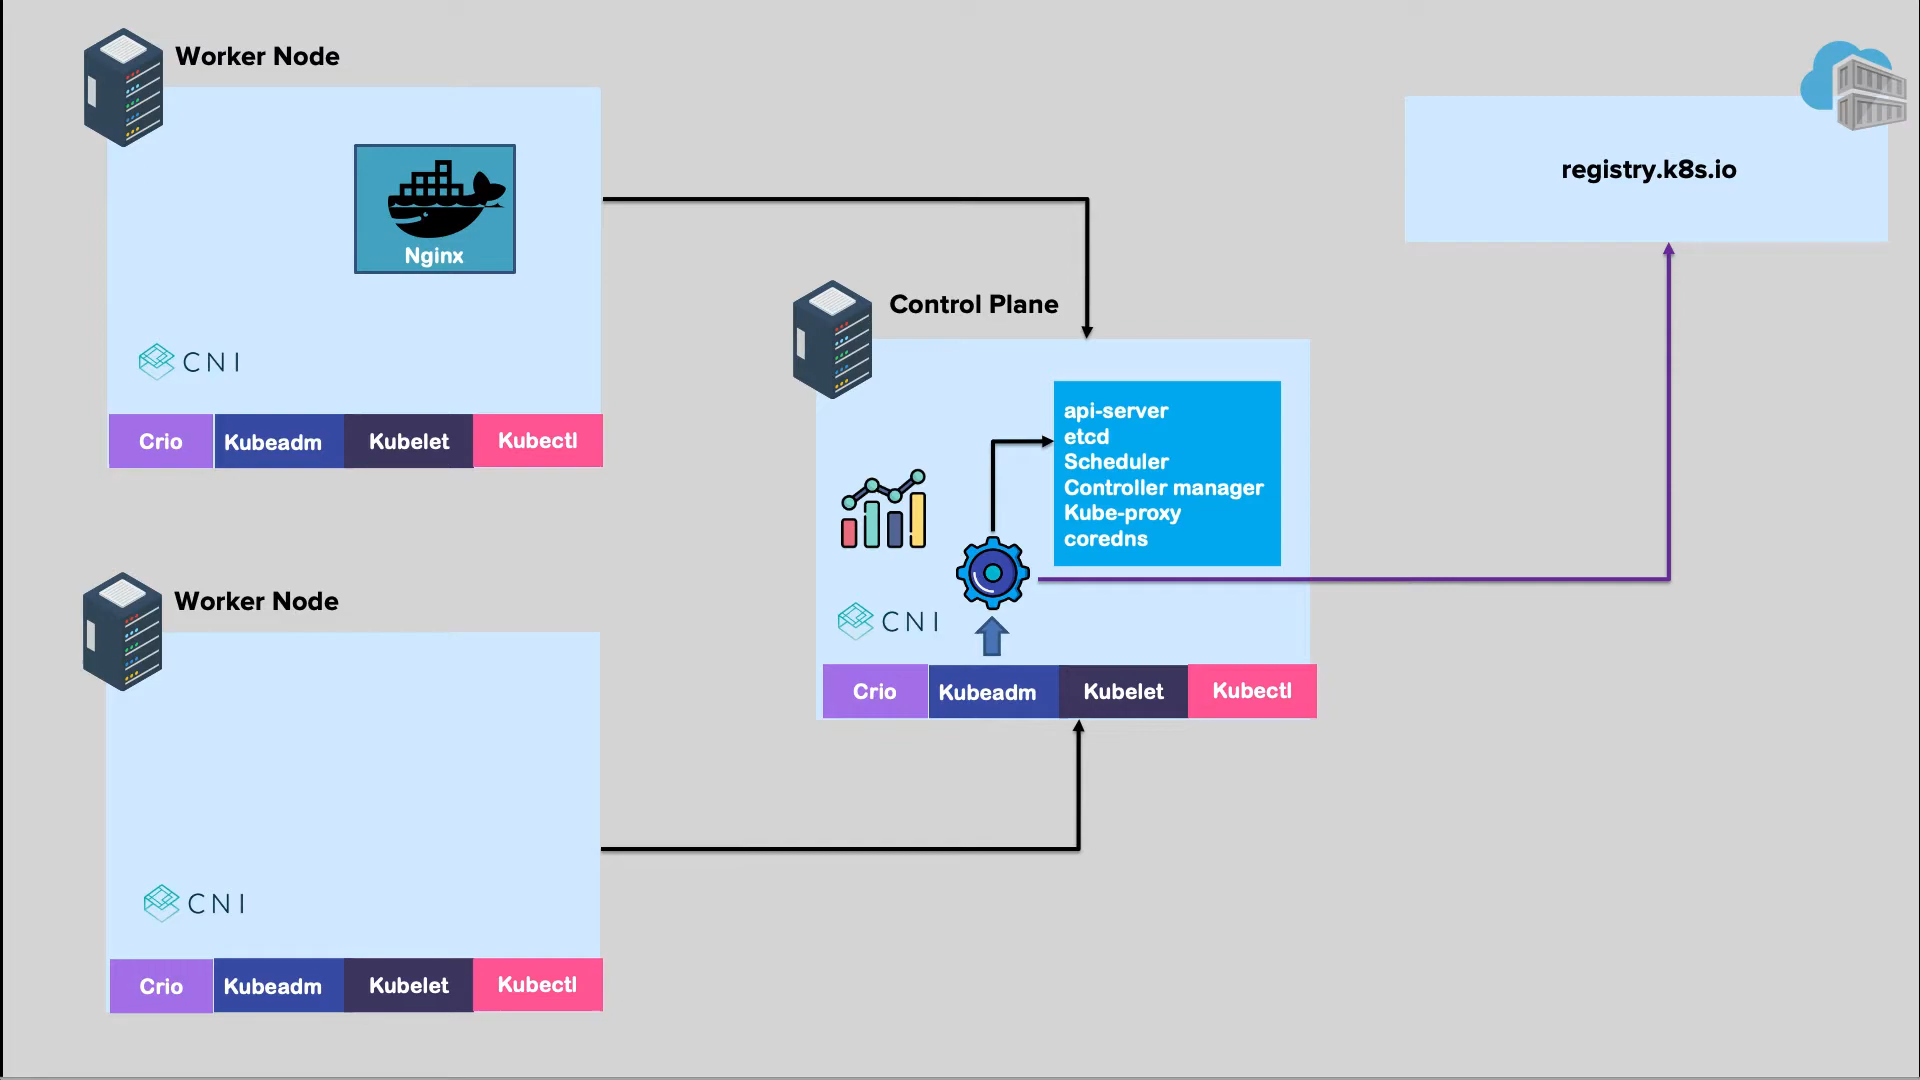 Worker Node
Nginx
CNI
Crio
Kubeadm
Kubelet
Kubectl
Worker Node
CNI
Crio
Kubeadm
Kubelet
Kubectl
Control Plane
api-server
etcd
Scheduler
Controller manager
Kube-proxy
coredns
CNI
Crio
Kubeadm
Kubelet
Kubectl
registry.k8s.io